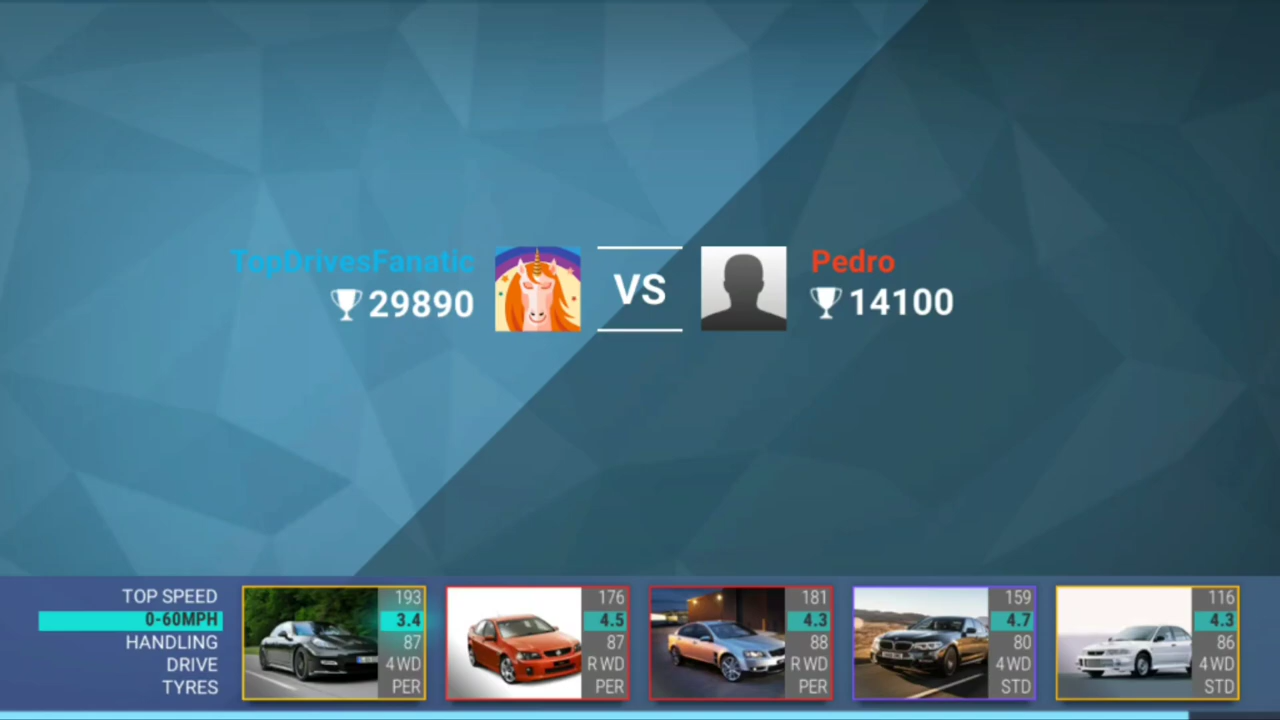 TopDrivesFanatic
29890
VS
Pedro
14100
TOP SPEED 193 176 181 159 116
0-60MPH 3.4 4.5 4.3 4.7 4.3
HANDLING 87 87 88 80 86
DRIVE 4WD RWD RWD 4WD 4WD
TYRES PER PER PER STD STD